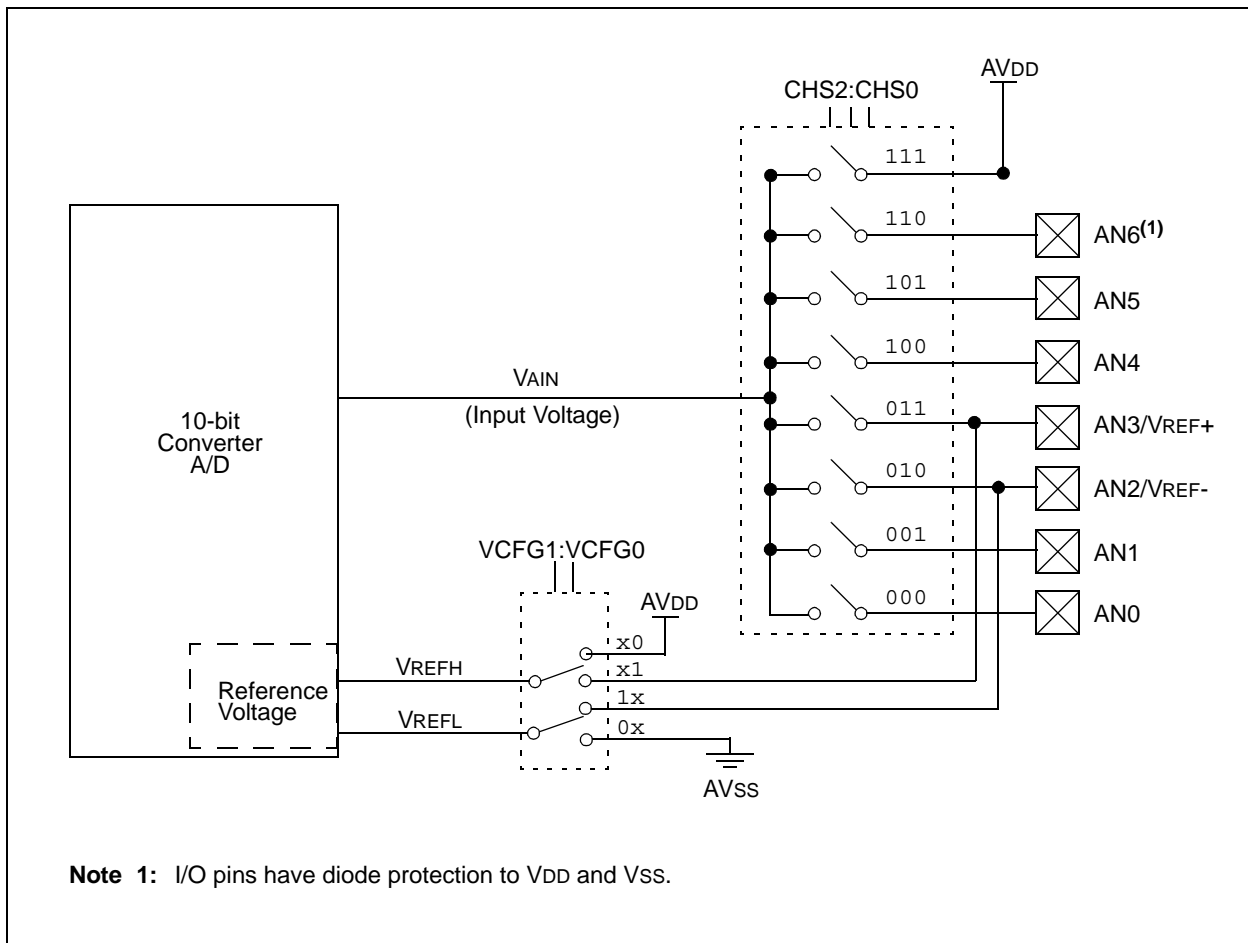 AVDD
CHS2:CHS0
111
110
AN6(1)
101
AN5
100
AN4
VAIN
(Input Voltage)
011
AN3/VREF+
10-bit
Converter
A/D
010
AN2/VREF-
001
AN1
VCFG1:VCFG0
000
AN0
AVDD
x0
VREFH
x1
Reference
Voltage
1x
VREFL
0x
AVSS
Note 1: I/O pins have diode protection to VDD and VSS.